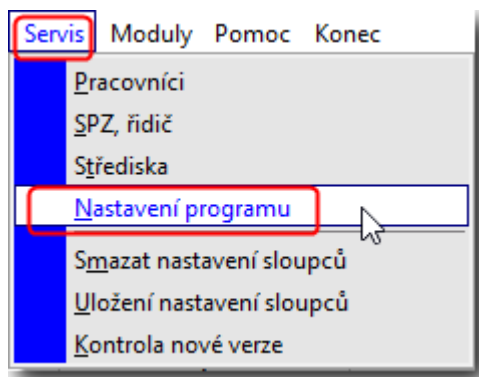 Servis Moduly Pomoc Konec
Pracovníci
SPZ, řidič
Střediska
Nastavení programu
Smazat nastavení sloupců
Uložení nastavení sloupců
Kontrola nové verze